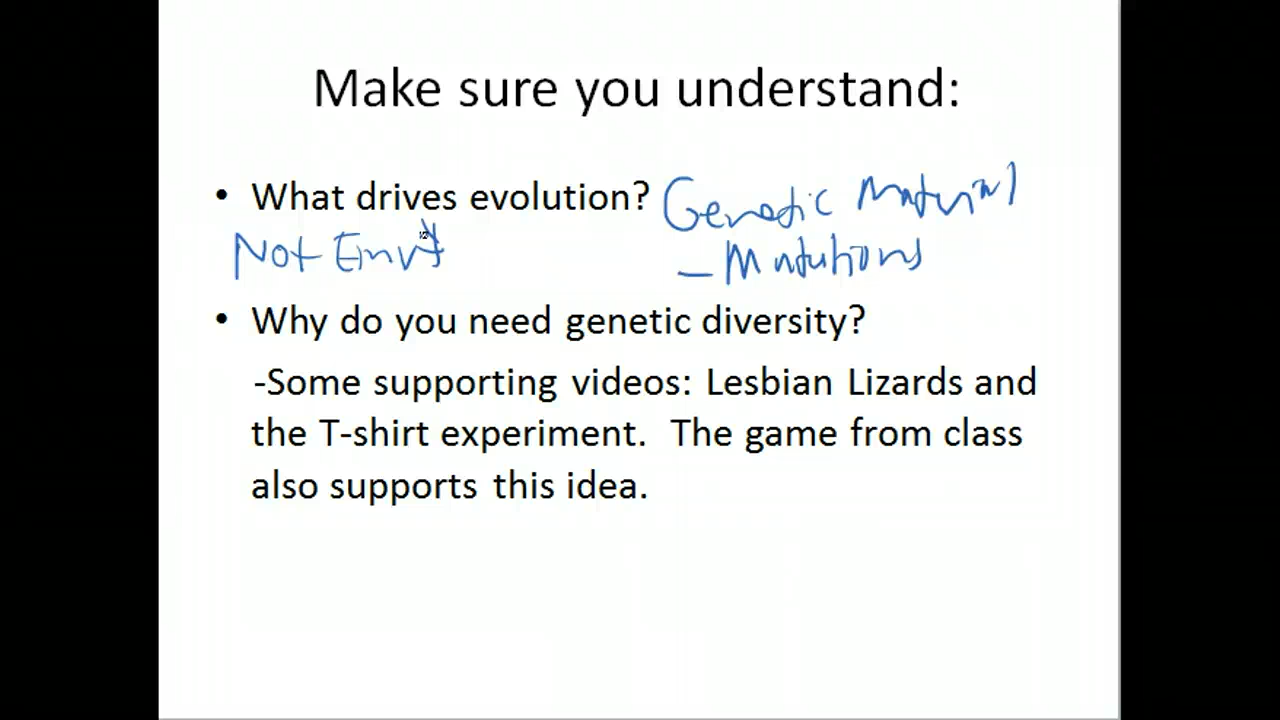 Make sure you understand:
• What drives evolution? Genetic Material
Not Envt
– Mutations
• Why do you need genetic diversity?
-Some supporting videos: Lesbian Lizards and
the T-shirt experiment. The game from class
also supports this idea.